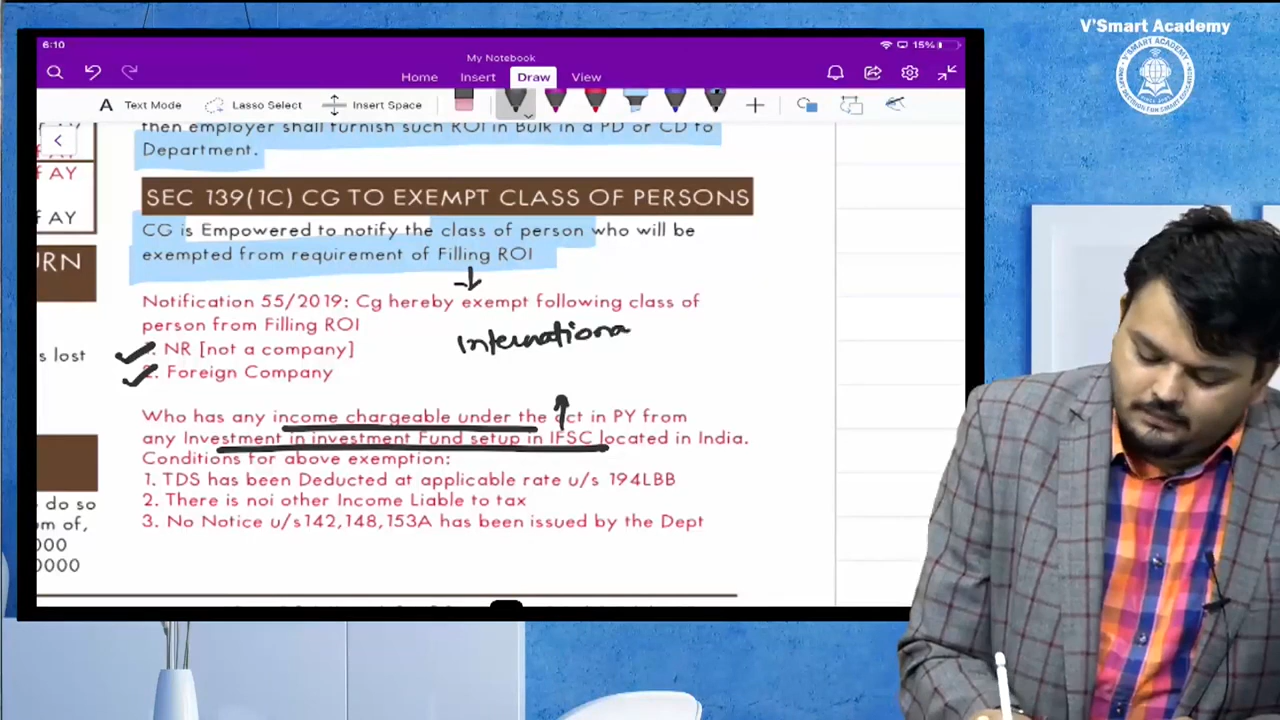 V'Smart Academy
6:10
15%
My Notebook
Home Insert Draw View
Text Mode Lasso Select Insert Space
then employer shall furnish such ROI in Bulk in a PD or CD to
Department.
SEC 139(1C) CG TO EXEMPT CLASS OF PERSONS
CG is Empowered to notify the class of person who will be
exempted from requirement of Filling ROI
Notification 55/2019: Cg hereby exempt following class of
person from Filling ROI
Internationa
1. NR [not a company]
2. Foreign Company
Who has any income chargeable under the act in PY from
any Investment in investment Fund setup in IFSC located in India.
Conditions for above exemption:
1. TDS has been Deducted at applicable rate u/s 194LBB
2. There is noi other Income Liable to tax
3. No Notice u/s142,148,153A has been issued by the Dept
AY
AY
URN
s lost
do so
um of,
000
0000